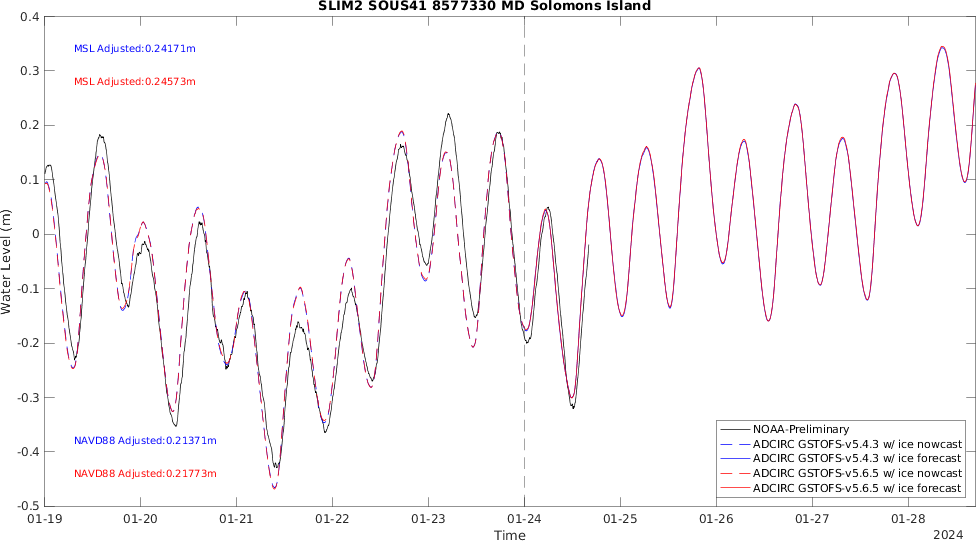 SLIM2 SOUS41 8577330 MD Solomons Island
0.4
0.3
0.2
0.1
0
-0.1
-0.2
-0.3
-0.4
-0.5
Water Level (m)
MSL Adjusted:0.24171m
MSL Adjusted:0.24573m
NAVD88 Adjusted:0.21371m
NAVD88 Adjusted:0.21773m
NOAA-Preliminary
ADCIRC GSTOFS-v5.4.3 w/ ice nowcast
ADCIRC GSTOFS-v5.4.3 w/ ice forecast
ADCIRC GSTOFS-v5.6.5 w/ ice nowcast
ADCIRC GSTOFS-v5.6.5 w/ ice forecast
01-19 01-20 01-21 01-22 01-23 01-24 01-25 01-26 01-27 01-28
Time
2024